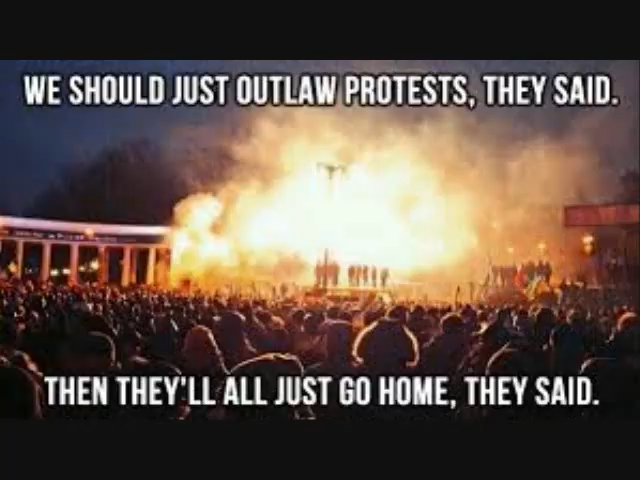 WE SHOULD JUST OUTLAW PROTESTS, THEY SAID.
THEN THEY'LL ALL JUST GO HOME, THEY SAID.